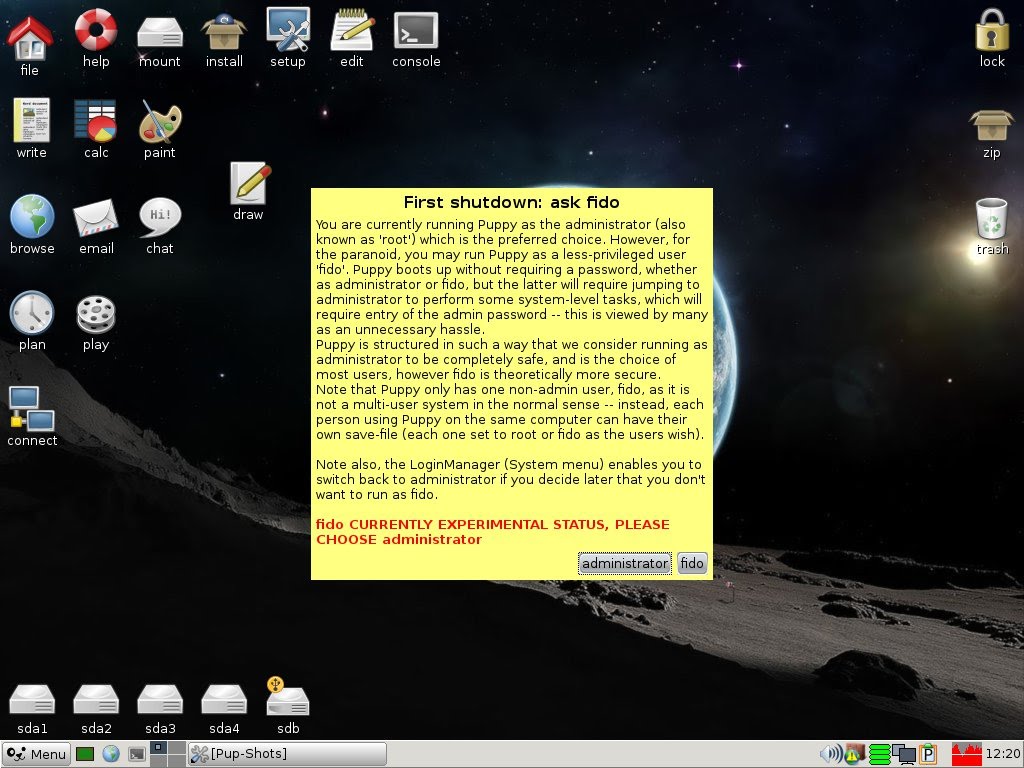 file
help
mount
install
setup
edit
console
lock
write
calc
paint
zip
draw
browse
email
Hi!
chat
trash
plan
play
connect
First shutdown: ask fido
You are currently running Puppy as the administrator (also
known as 'root') which is the preferred choice. However, for
the paranoid, you may run Puppy as a less-privileged user
'fido'. Puppy boots up without requiring a password, whether
as administrator or fido, but the latter will require jumping to
administrator to perform some system-level tasks, which will
require entry of the admin password -- this is viewed by many
as an unnecessary hassle.
Puppy is structured in such a way that we consider running as
administrator to be completely safe, and is the choice of
most users, however fido is theoretically more secure.
Note that Puppy only has one non-admin user, fido, as it is
not a multi-user system in the normal sense -- instead, each
person using Puppy on the same computer can have their
own save-file (each one set to root or fido as the users wish).
Note also, the LoginManager (System menu) enables you to
switch back to administrator if you decide later that you don't
want to run as fido.
fido CURRENTLY EXPERIMENTAL STATUS, PLEASE
CHOOSE administrator
administrator
fido
sda1
sda2
sda3
sda4
sdb
Menu
[Pup-Shots]
P
12:20